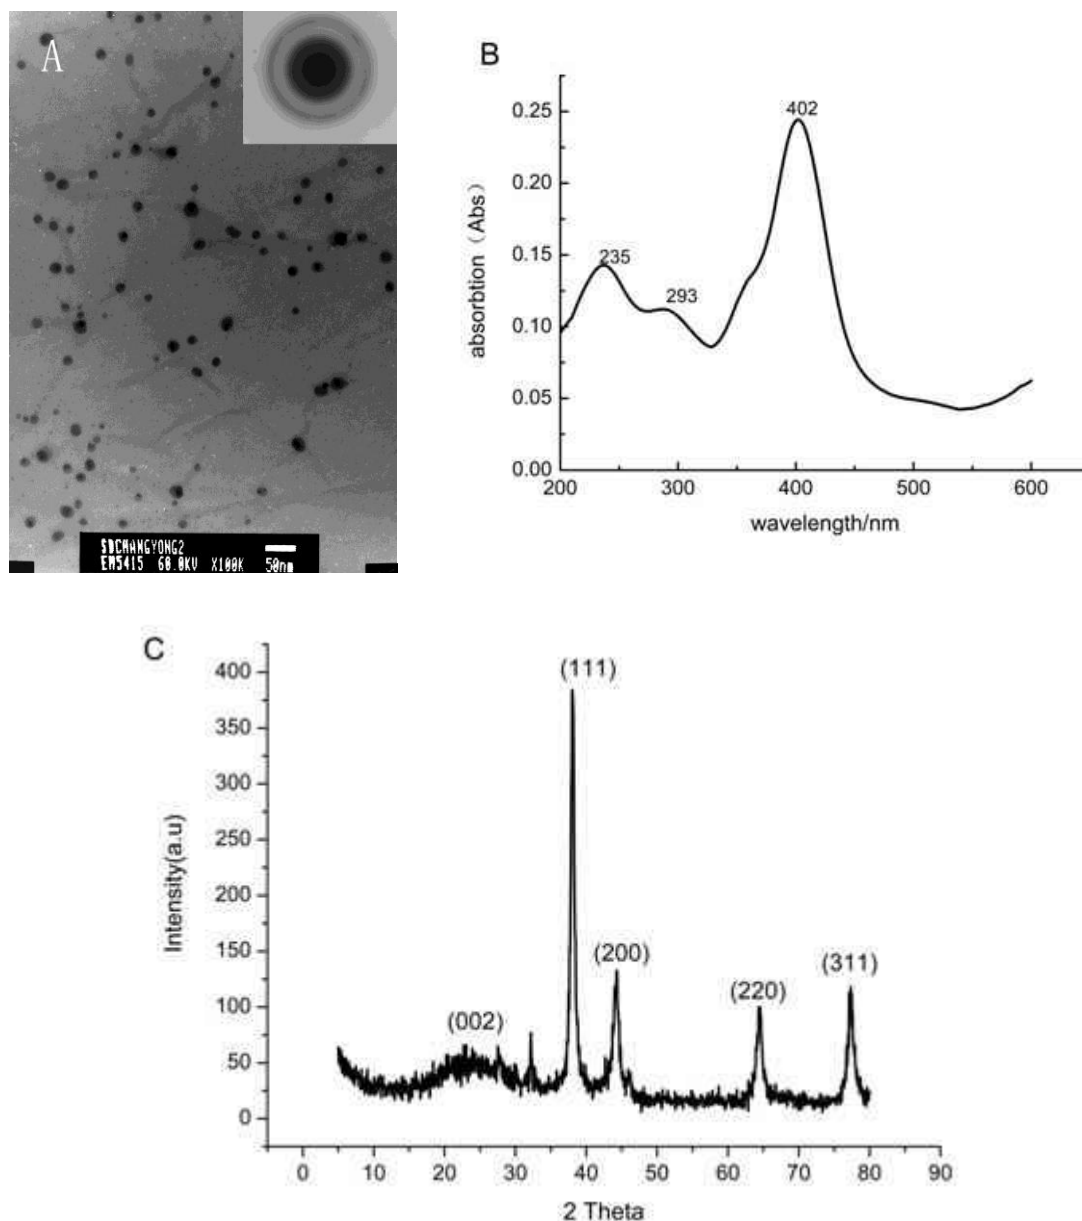 A
SDCMANGYONG2
EM5415 60.0KV X100K 50nm
B
402
235
293
0.25
0.20
0.15
0.10
0.05
0.00
absorbtion（Abs）
200 300 400 500 600
wavelength/nm
C
(111)
(200)
(311)
(220)
(002)
400
350
300
250
200
150
100
50
0
Intensity(a.u)
0 10 20 30 40 50 60 70 80 90
2 Theta